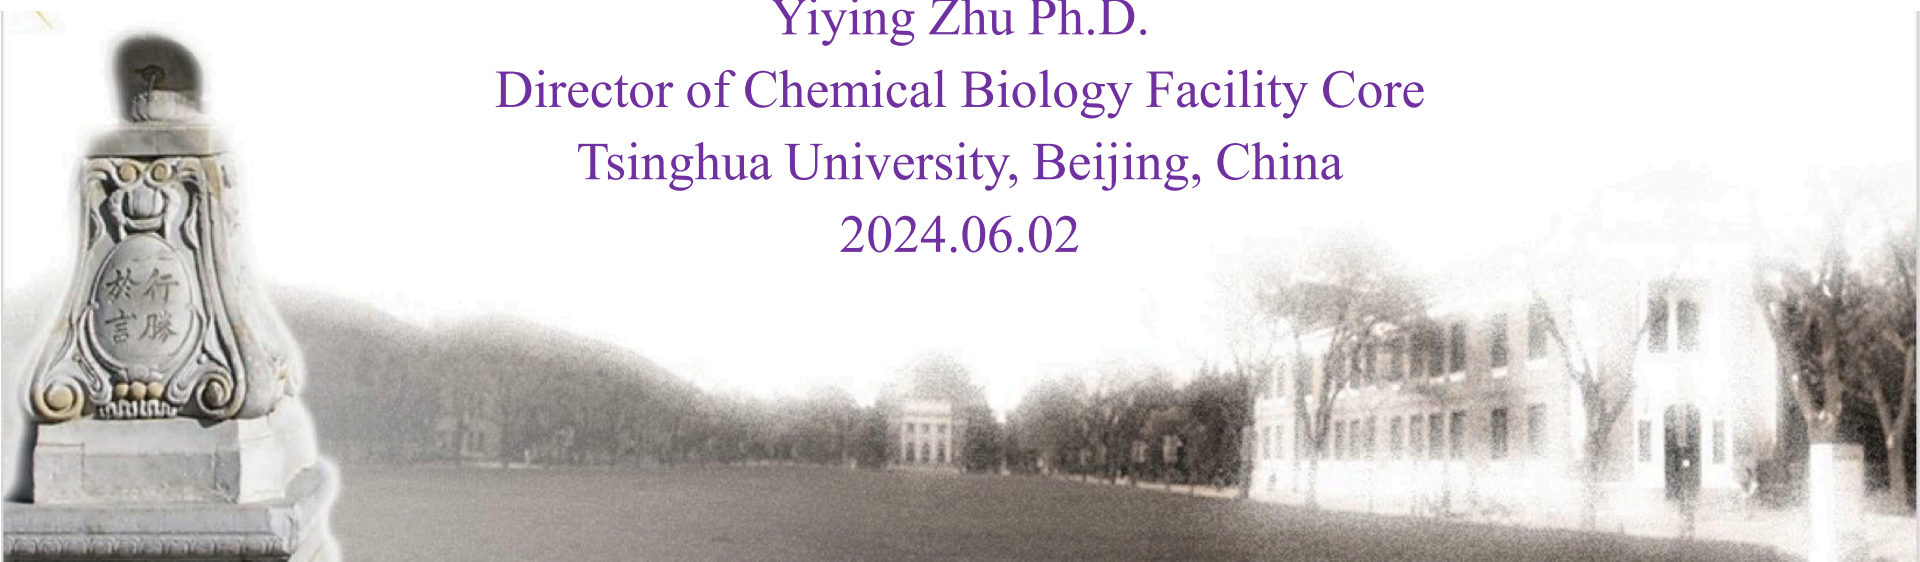 Yiying Zhu Ph.D.
Director of Chemical Biology Facility Core
Tsinghua University, Beijing, China
2024.06.02
行勝
於言